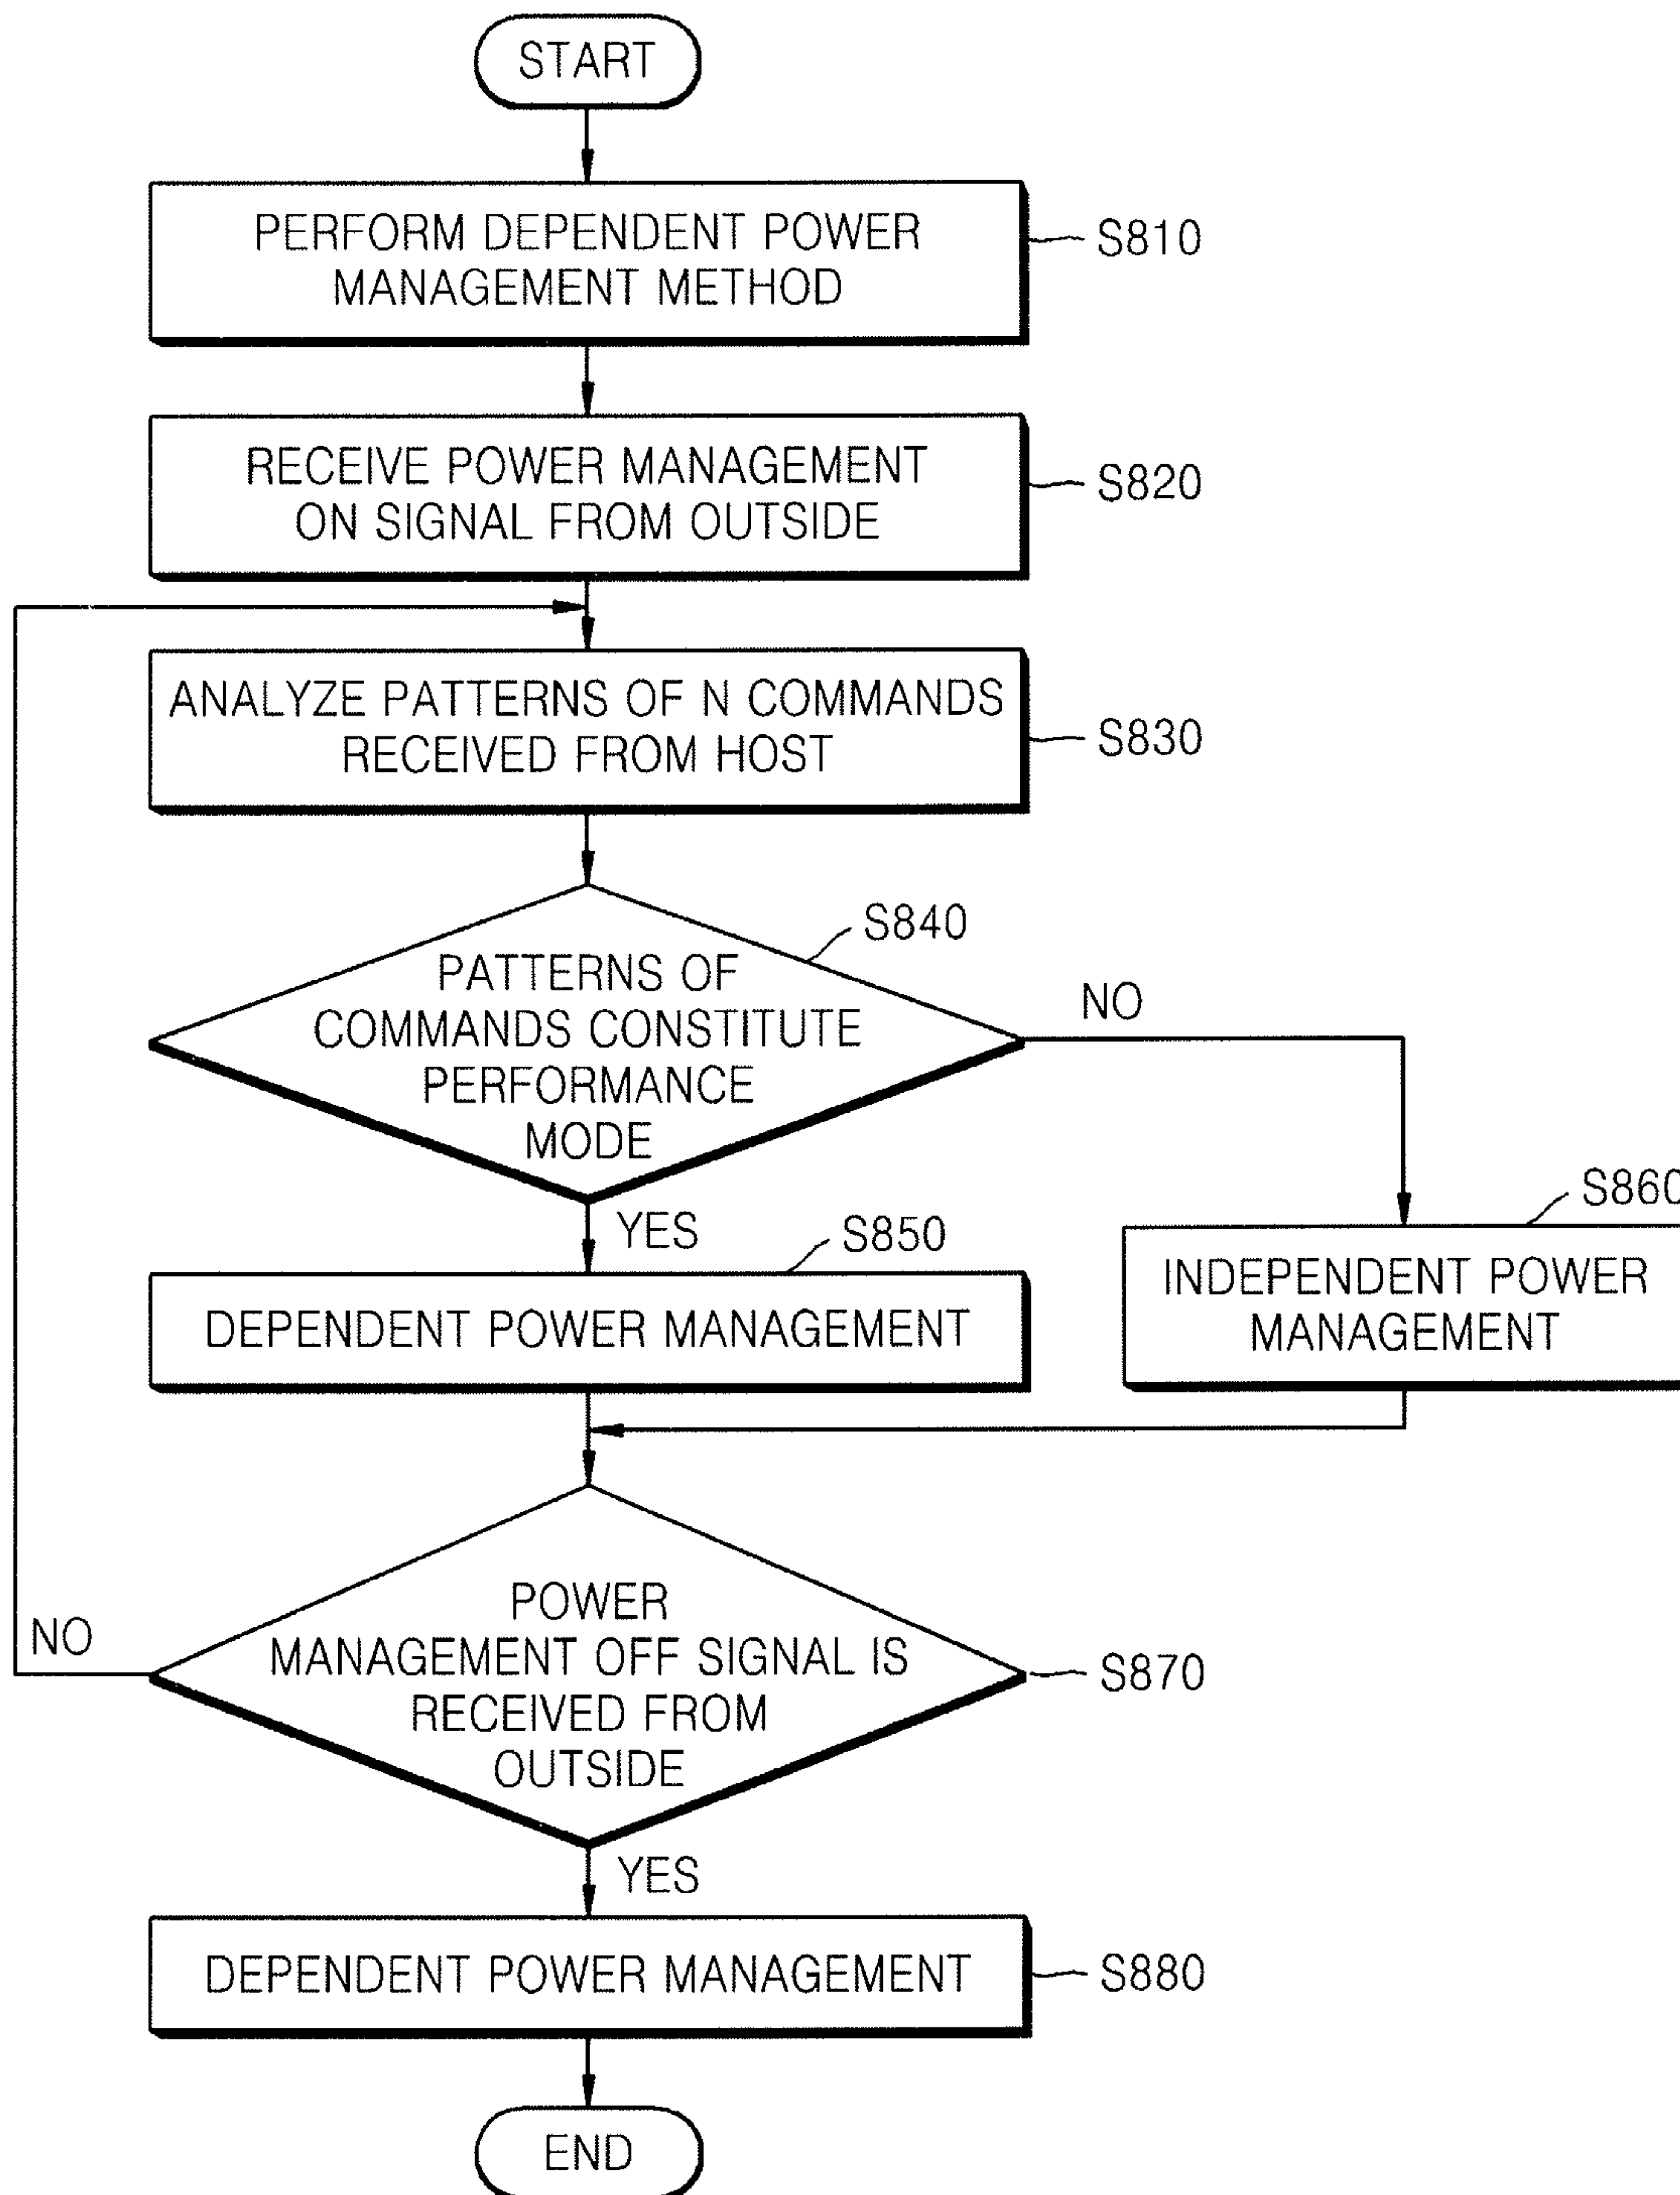 START
PERFORM DEPENDENT POWER
MANAGEMENT METHOD
S810
RECEIVE POWER MANAGEMENT
ON SIGNAL FROM OUTSIDE
S820
ANALYZE PATTERNS OF N COMMANDS
RECEIVED FROM HOST
S830
S840
PATTERNS OF
COMMANDS CONSTITUTE
PERFORMANCE
MODE
NO
YES
S850
DEPENDENT POWER MANAGEMENT
S860
INDEPENDENT POWER
MANAGEMENT
POWER
MANAGEMENT OFF SIGNAL IS
RECEIVED FROM
OUTSIDE
S870
NO
YES
DEPENDENT POWER MANAGEMENT
S880
END